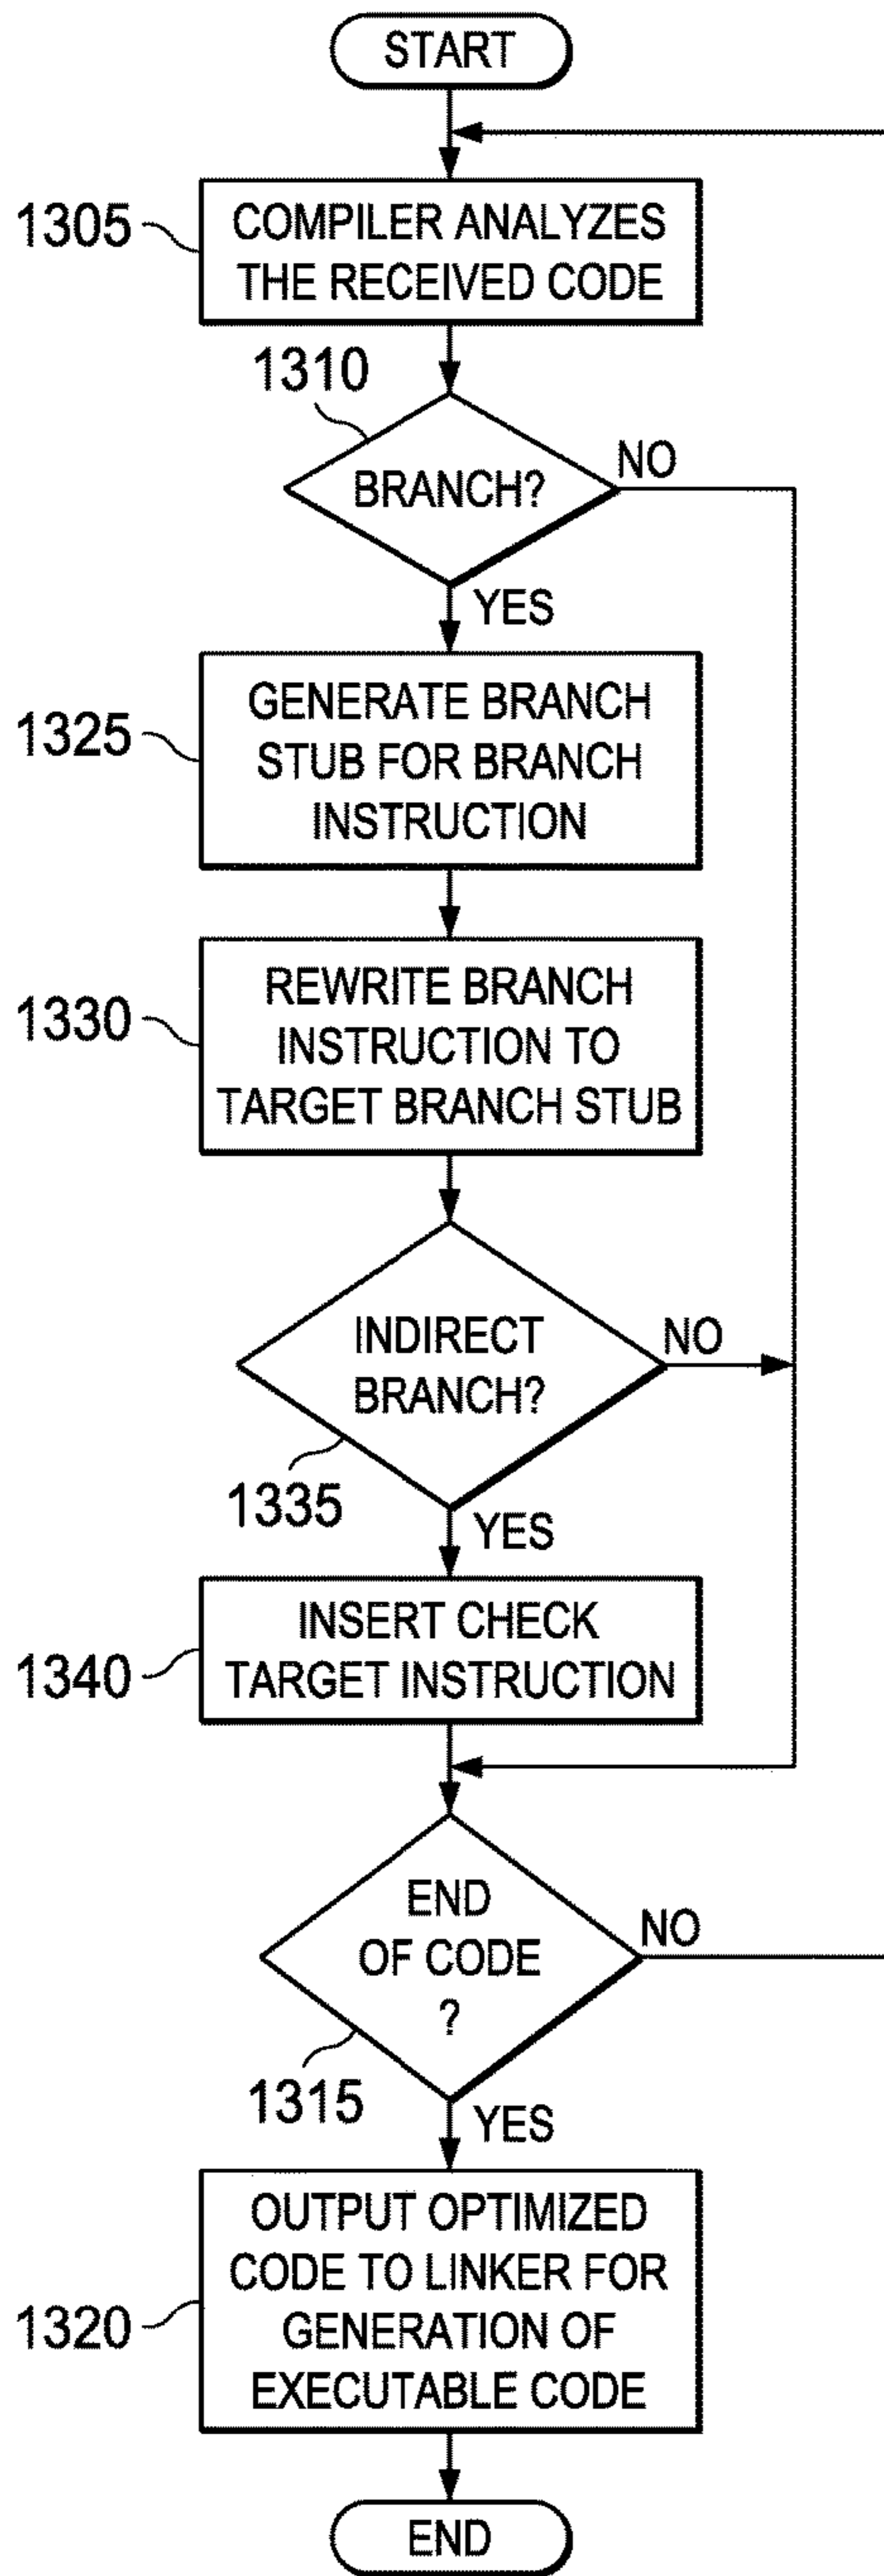 START
1305
COMPILER ANALYZES
THE RECEIVED CODE
1310
BRANCH?
NO
YES
1325
GENERATE BRANCH
STUB FOR BRANCH
INSTRUCTION
1330
REWRITE BRANCH
INSTRUCTION TO
TARGET BRANCH STUB
INDIRECT
BRANCH?
NO
1335
YES
1340
INSERT CHECK
TARGET INSTRUCTION
END
OF CODE
?
NO
1315
YES
1320
OUTPUT OPTIMIZED
CODE TO LINKER FOR
GENERATION OF
EXECUTABLE CODE
END